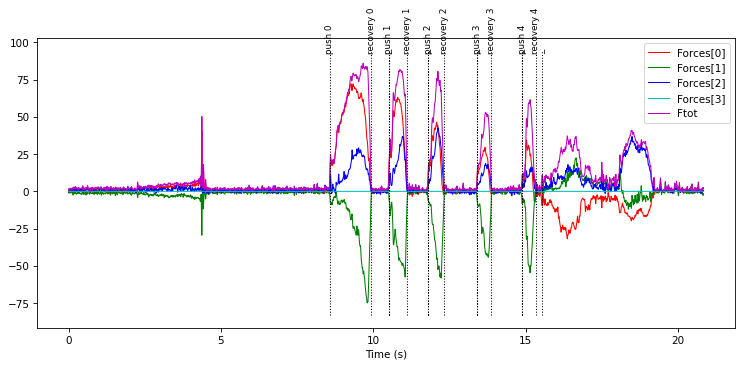 push 0
recovery 0
push 1
recovery 1
push 2
recovery 2
push 3
recovery 3
push 4
recovery 4
100
75
50
25
0
−25
−50
−75
Forces[0]
Forces[1]
Forces[2]
Forces[3]
Ftot
0
5
10
15
20
Time (s)